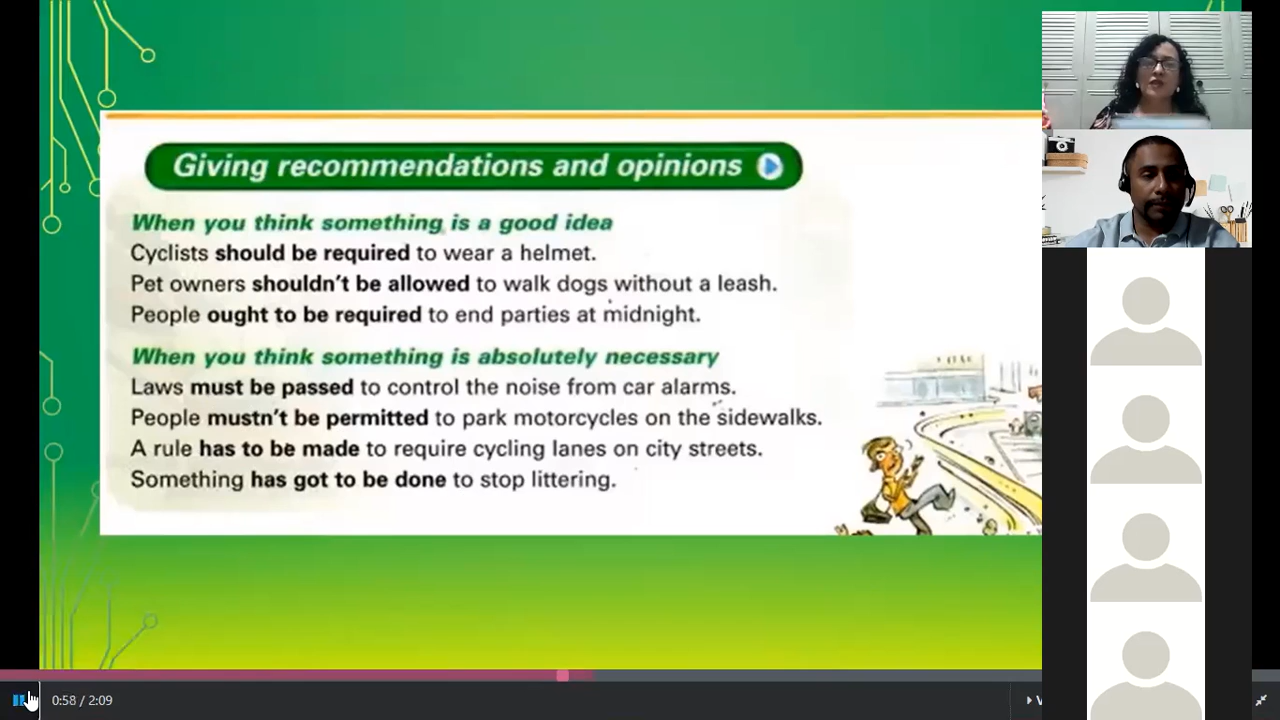 Giving recommendations and opinions
When you think something is a good idea
Cyclists should be required to wear a helmet.
Pet owners shouldn't be allowed to walk dogs without a leash.
People ought to be required to end parties at midnight.
When you think something is absolutely necessary
Laws must be passed to control the noise from car alarms.
People mustn't be permitted to park motorcycles on the sidewalks.
A rule has to be made to require cycling lanes on city streets.
Something has got to be done to stop littering.
0:58 / 2:09